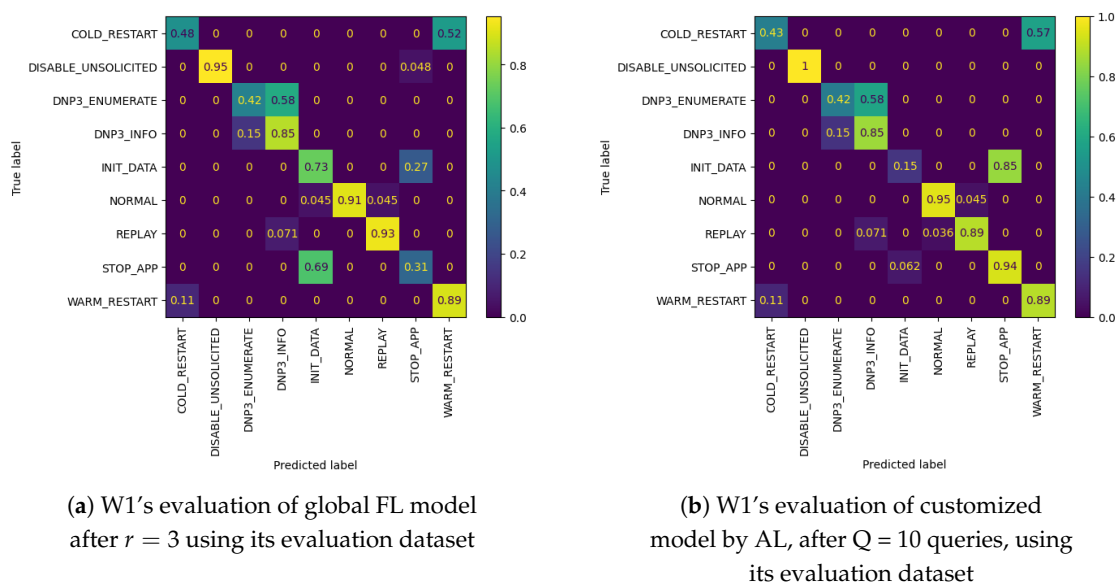 COLD_RESTART 0.48 0 0 0 0 0 0 0 0.52
DISABLE_UNSOLICITED 0 0.95 0 0 0 0 0 0.048 0
DNP3_ENUMERATE 0 0 0.42 0.58 0 0 0 0 0
DNP3_INFO 0 0 0.15 0.85 0 0 0 0 0
INIT_DATA 0 0 0 0 0.73 0 0 0.27 0
NORMAL 0 0 0 0 0.045 0.91 0.045 0 0
REPLAY 0 0 0 0.071 0 0 0.93 0 0
STOP_APP 0 0 0 0 0.69 0 0 0.31 0
WARM_RESTART 0.11 0 0 0 0 0 0 0 0.89
True label
COLD_RESTART
DISABLE_UNSOLICITED
DNP3_ENUMERATE
DNP3_INFO
INIT_DATA
NORMAL
REPLAY
STOP_APP
WARM_RESTART
Predicted label
0.8
0.6
0.4
0.2
0.0
(a) W1's evaluation of global FL model
after r = 3 using its evaluation dataset
COLD_RESTART 0.43 0 0 0 0 0 0 0 0.57
DISABLE_UNSOLICITED 0 1 0 0 0 0 0 0 0
DNP3_ENUMERATE 0 0 0.42 0.58 0 0 0 0 0
DNP3_INFO 0 0 0.15 0.85 0 0 0 0 0
INIT_DATA 0 0 0 0 0.15 0 0 0.85 0
NORMAL 0 0 0 0 0 0.95 0.045 0 0
REPLAY 0 0 0 0.071 0 0.036 0.89 0 0
STOP_APP 0 0 0 0 0.062 0 0 0.94 0
WARM_RESTART 0.11 0 0 0 0 0 0 0 0.89
True label
COLD_RESTART
DISABLE_UNSOLICITED
DNP3_ENUMERATE
DNP3_INFO
INIT_DATA
NORMAL
REPLAY
STOP_APP
WARM_RESTART
Predicted label
1.0
0.8
0.6
0.4
0.2
0.0
(b) W1's evaluation of customized
model by AL, after Q = 10 queries, using
its evaluation dataset